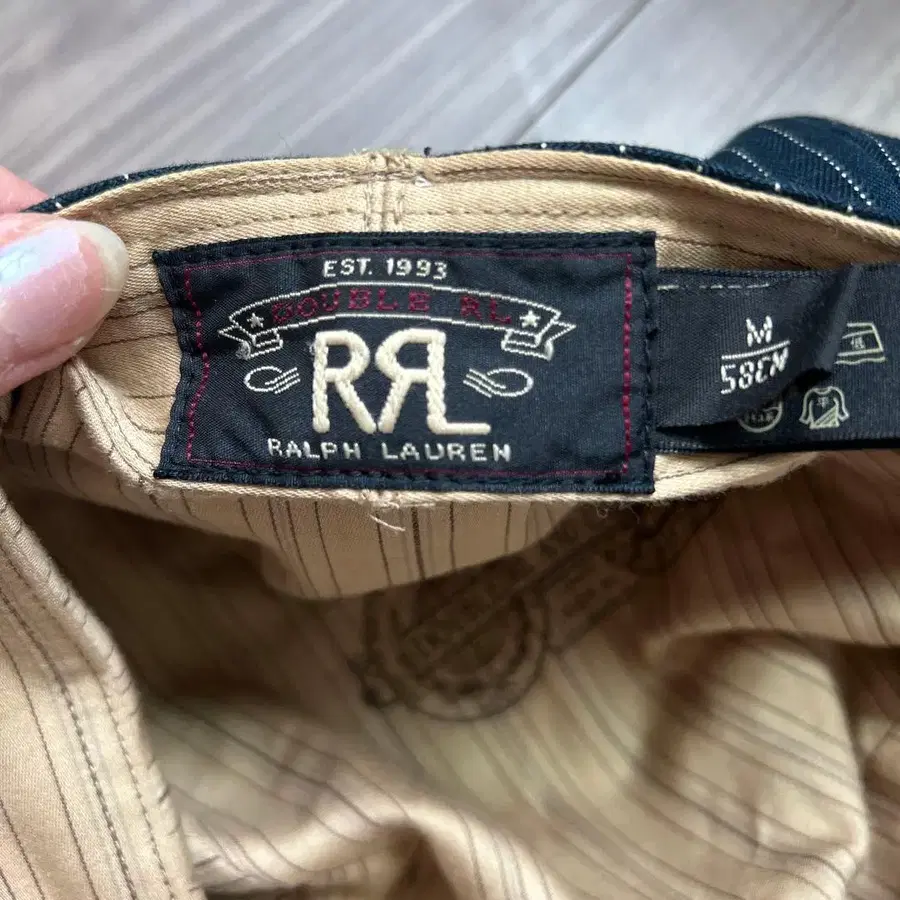 EST. 1993
DOUBLE RL
RRL
RALPH LAUREN
M
58CM